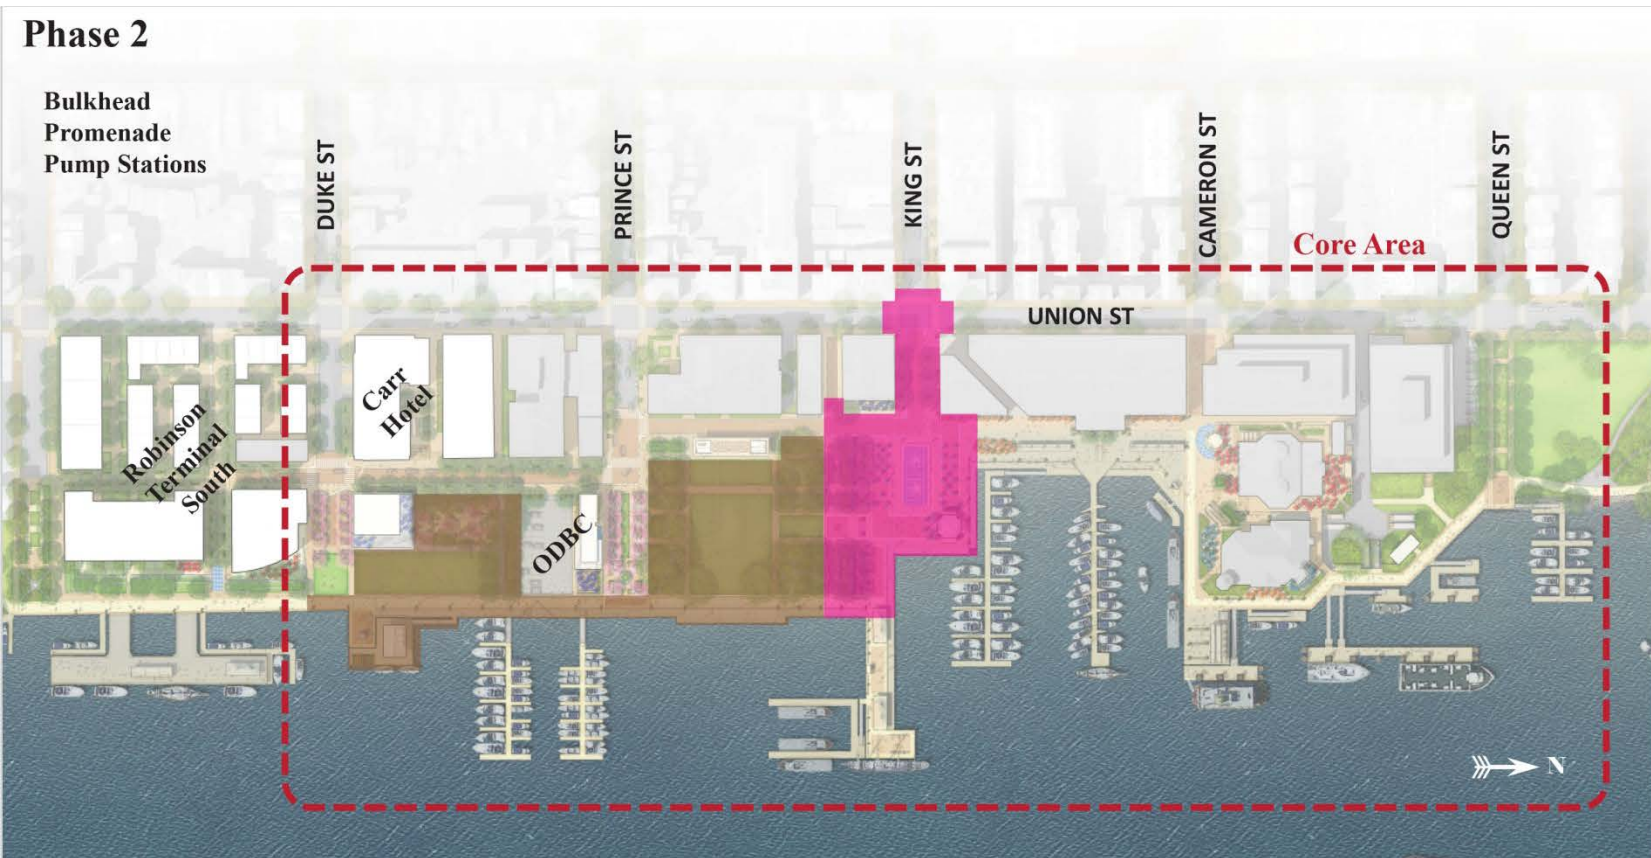 Phase 2
Bulkhead
Promenade
Pump Stations
DUKE ST
PRINCE ST
KING ST
CAMERON ST
QUEEN ST
Core Area
UNION ST
Carr
Hotel
Robinson
Terminal
South
ODBC
N